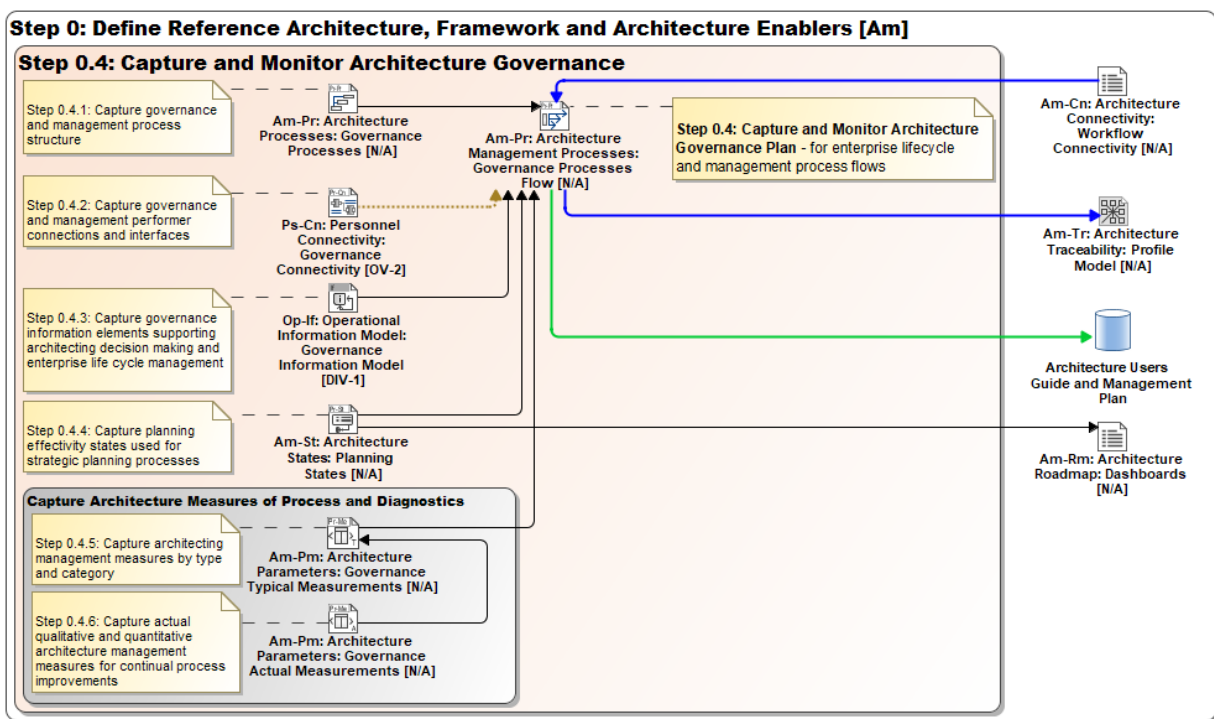 Step 0: Define Reference Architecture, Framework and Architecture Enablers [Am]
Step 0.4: Capture and Monitor Architecture Governance
Step 0.4.1: Capture governance
and management process
structure
Am-Pr: Architecture
Processes: Governance
Processes [N/A]
Am-Pr: Architecture
Management Processes:
Governance Processes
Flow [N/A]
Step 0.4: Capture and Monitor Architecture
Governance Plan - for enterprise lifecycle
and management process flows
Am-Cn: Architecture
Connectivity:
Workflow
Connectivity [N/A]
Step 0.4.2: Capture governance
and management performer
connections and interfaces
Ps-Cn: Personnel
Connectivity:
Governance
Connectivity [OV-2]
Am-Tr: Architecture
Traceability: Profile
Model [N/A]
Step 0.4.3: Capture governance
information elements supporting
architecting decision making and
enterprise life cycle management
Op-If: Operational
Information Model:
Governance
Information Model
[DIV-1]
Architecture Users
Guide and Management
Plan
Step 0.4.4: Capture planning
effectivity states used for
strategic planning processes
Am-St: Architecture
States: Planning
States [N/A]
Am-Rm: Architecture
Roadmap: Dashboards
[N/A]
Capture Architecture Measures of Process and Diagnostics
Step 0.4.5: Capture architecting
management measures by type
and category
Am-Pm: Architecture
Parameters: Governance
Typical Measurements [N/A]
Step 0.4.6: Capture actual
qualitative and quantitative
architecture management
measures for continual process
improvements
Am-Pm: Architecture
Parameters: Governance
Actual Measurements [N/A]